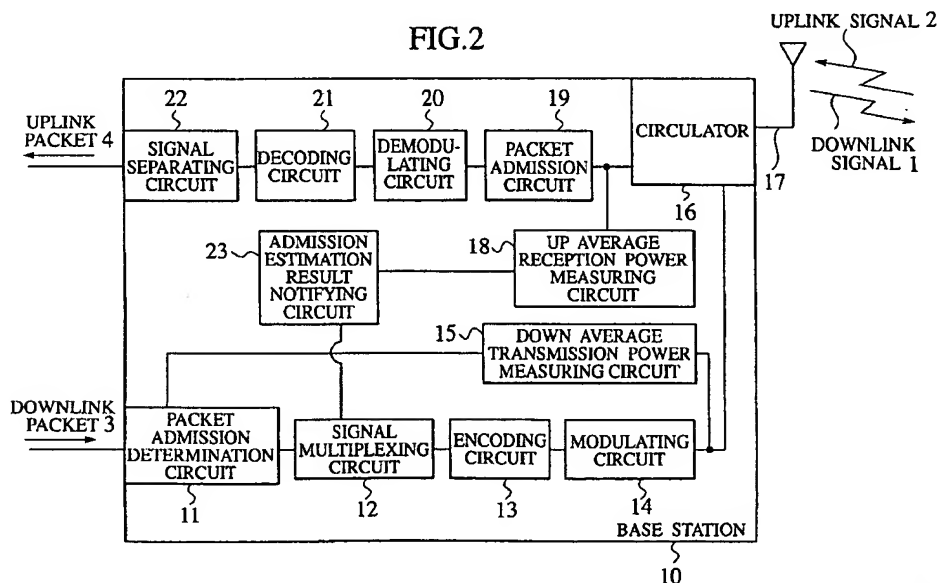 FIG.2
UPLINK SIGNAL 2
DOWNLINK
SIGNAL 1
17
22
21
20
19
UPLINK
PACKET 4
SIGNAL
SEPARATING
CIRCUIT
DECODING
CIRCUIT
DEMODU-
LATING
CIRCUIT
PACKET
ADMISSION
CIRCUIT
CIRCULATOR
16
23
ADMISSION
ESTIMATION
RESULT
NOTIFYING
CIRCUIT
18
UP AVERAGE
RECEPTION POWER
MEASURING
CIRCUIT
15
DOWN AVERAGE
TRANSMISSION POWER
MEASURING CIRCUIT
DOWNLINK
PACKET 3
PACKET
ADMISSION
DETERMINATION
CIRCUIT
11
SIGNAL
MULTIPLEXING
CIRCUIT
12
ENCODING
CIRCUIT
13
MODULATING
CIRCUIT
14
BASE STATION
10